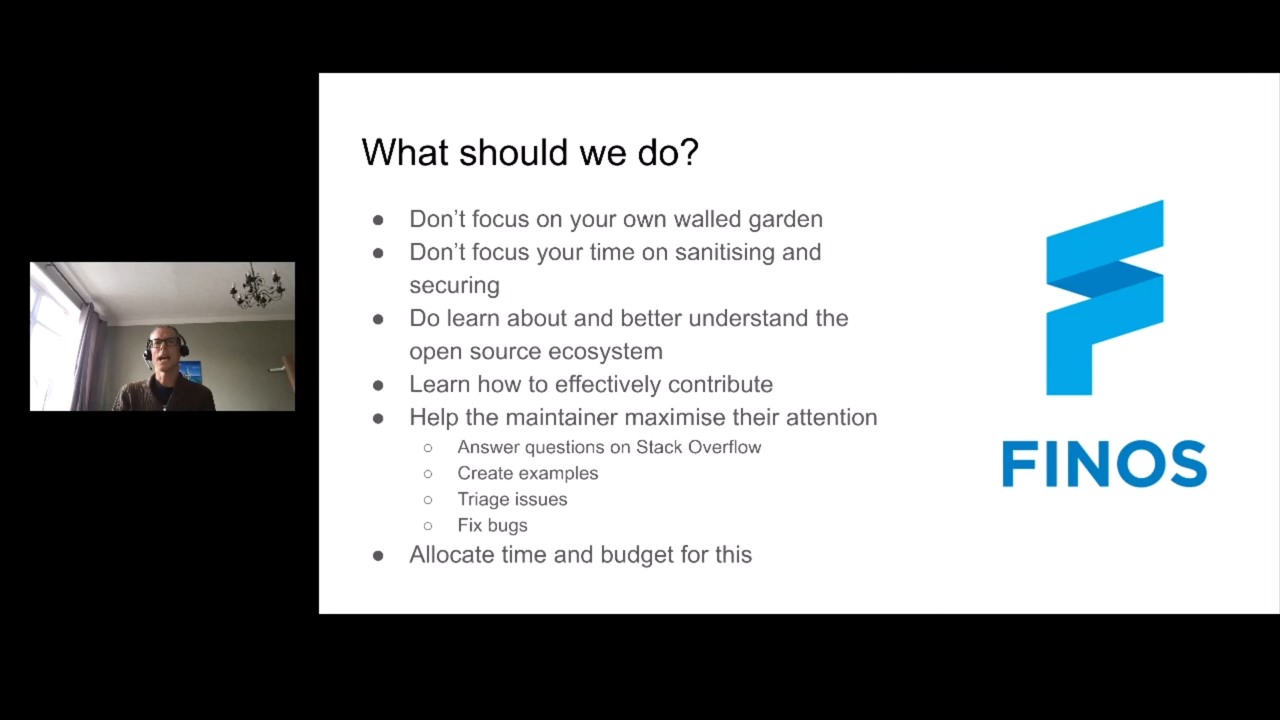 What should we do?
● Don’t focus on your own walled garden
● Don’t focus your time on sanitising and
securing
● Do learn about and better understand the
open source ecosystem
● Learn how to effectively contribute
● Help the maintainer maximise their attention
○ Answer questions on Stack Overflow
○ Create examples
○ Triage issues
○ Fix bugs
● Allocate time and budget for this
FINOS